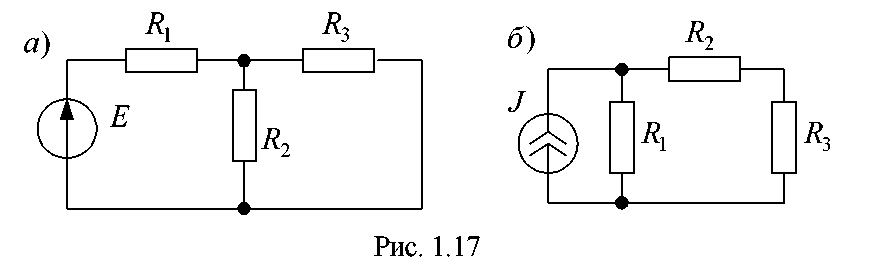 а) R1 R3 E R2
б) R2 J R1 R3
Рис. 1.17